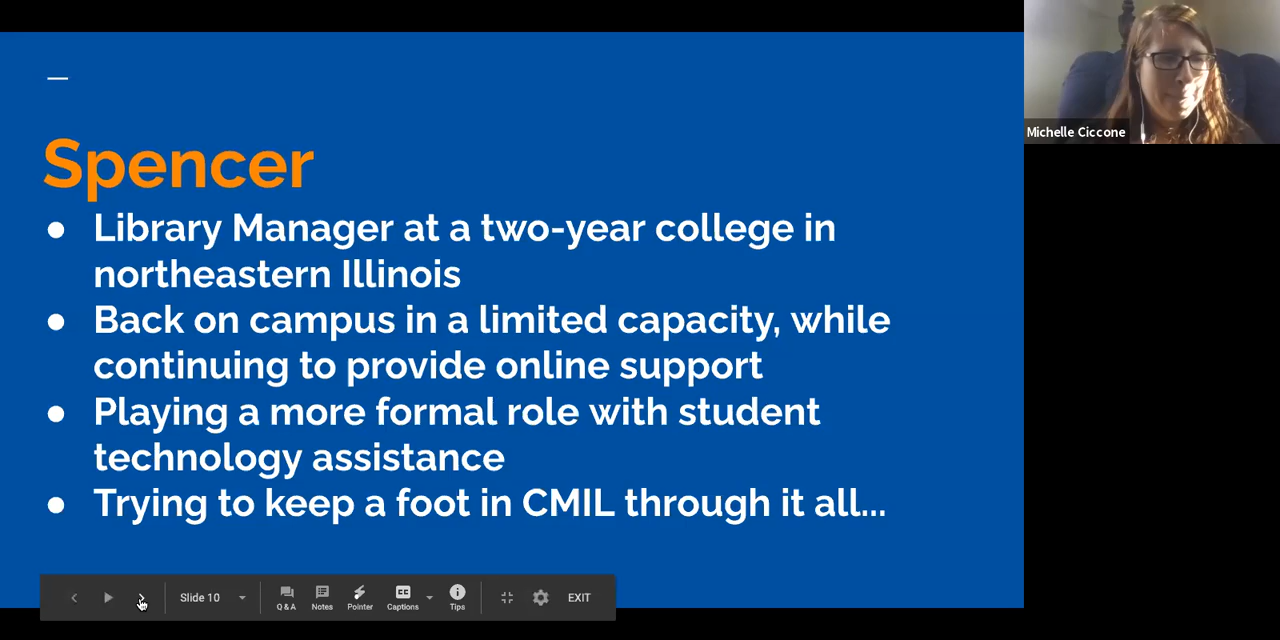 Spencer
● Library Manager at a two-year college in
northeastern Illinois
● Back on campus in a limited capacity, while
continuing to provide online support
● Playing a more formal role with student
technology assistance
● Trying to keep a foot in CMIL through it all...
Michelle Ciccone
Slide 10
Q & A
Notes
Pointer
CC
Captions
Tips
EXIT